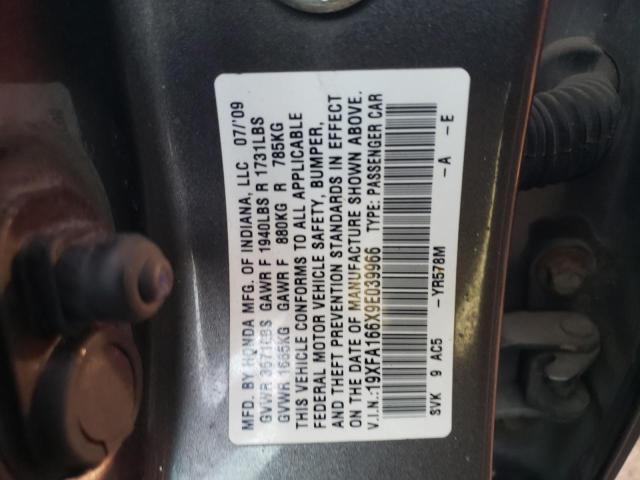 MFD. BY HONDA MFG. OF INDIANA, LLC 07/'09
GVWR 3671LBS GAWR F 1940LBS R 1731LBS
GVWR 1665KG GAWR F 880KG R 785KG
THIS VEHICLE CONFORMS TO ALL APPLICABLE
FEDERAL MOTOR VEHICLE SAFETY, BUMPER,
AND THEFT PREVENTION STANDARDS IN EFFECT
ON THE DATE OF MANUFACTURE SHOWN ABOVE.
V.I.N.:19XFA166X9E039966 TYPE: PASSENGER CAR
SVK 9 AC5 -YR578M -A -E